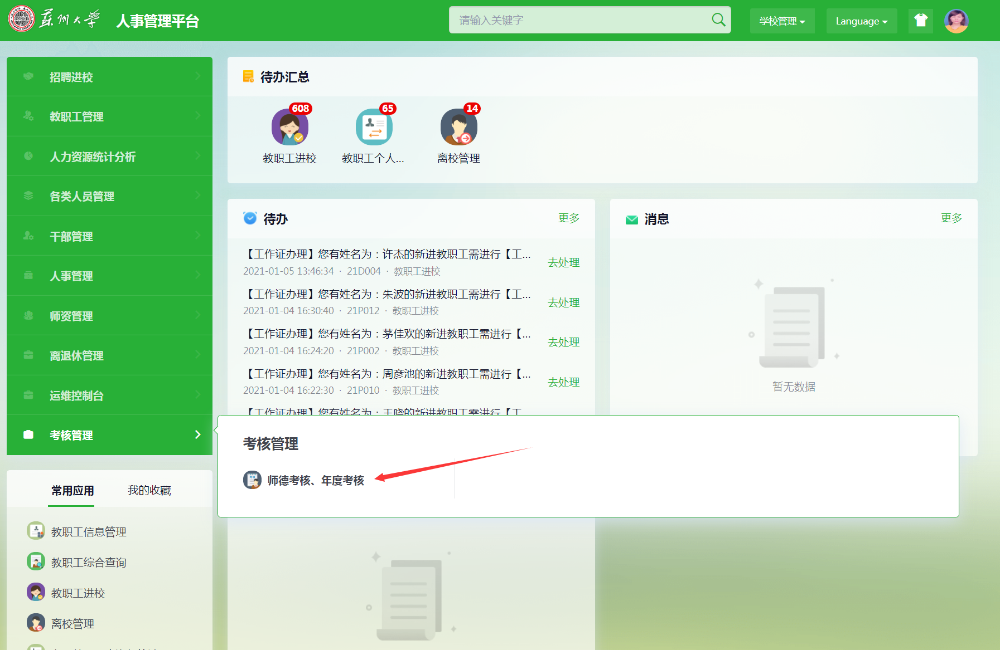 蘇州大學 人事管理平台
请输入关键字
学校管理
Language
招聘进校
教职工管理
人力资源统计分析
各类人员管理
干部管理
人事管理
师资管理
离退休管理
运维控制台
考核管理
待办汇总
608
65
14
教职工进校
教职工个人...
离校管理
待办
更多
【工作证办理】您有姓名为：许杰的新进教职工需进行【工...
2021-01-05 13:46:34 · 21D004 · 教职工进校
去处理
【工作证办理】您有姓名为：朱波的新进教职工需进行【工...
2021-01-04 16:30:40 · 21P012 · 教职工进校
去处理
【工作证办理】您有姓名为：茅佳欢的新进教职工需进行【...
2021-01-04 16:24:20 · 21P002 · 教职工进校
去处理
【工作证办理】您有姓名为：周彦池的新进教职工需进行【...
2021-01-04 16:22:30 · 21P010 · 教职工进校
去处理
【工作证办理】您有姓名为：王晓的新进教职工需进行【工
消息
更多
暂无数据
考核管理
师德考核、年度考核
常用应用
我的收藏
教职工信息管理
教职工综合查询
教职工进校
离校管理